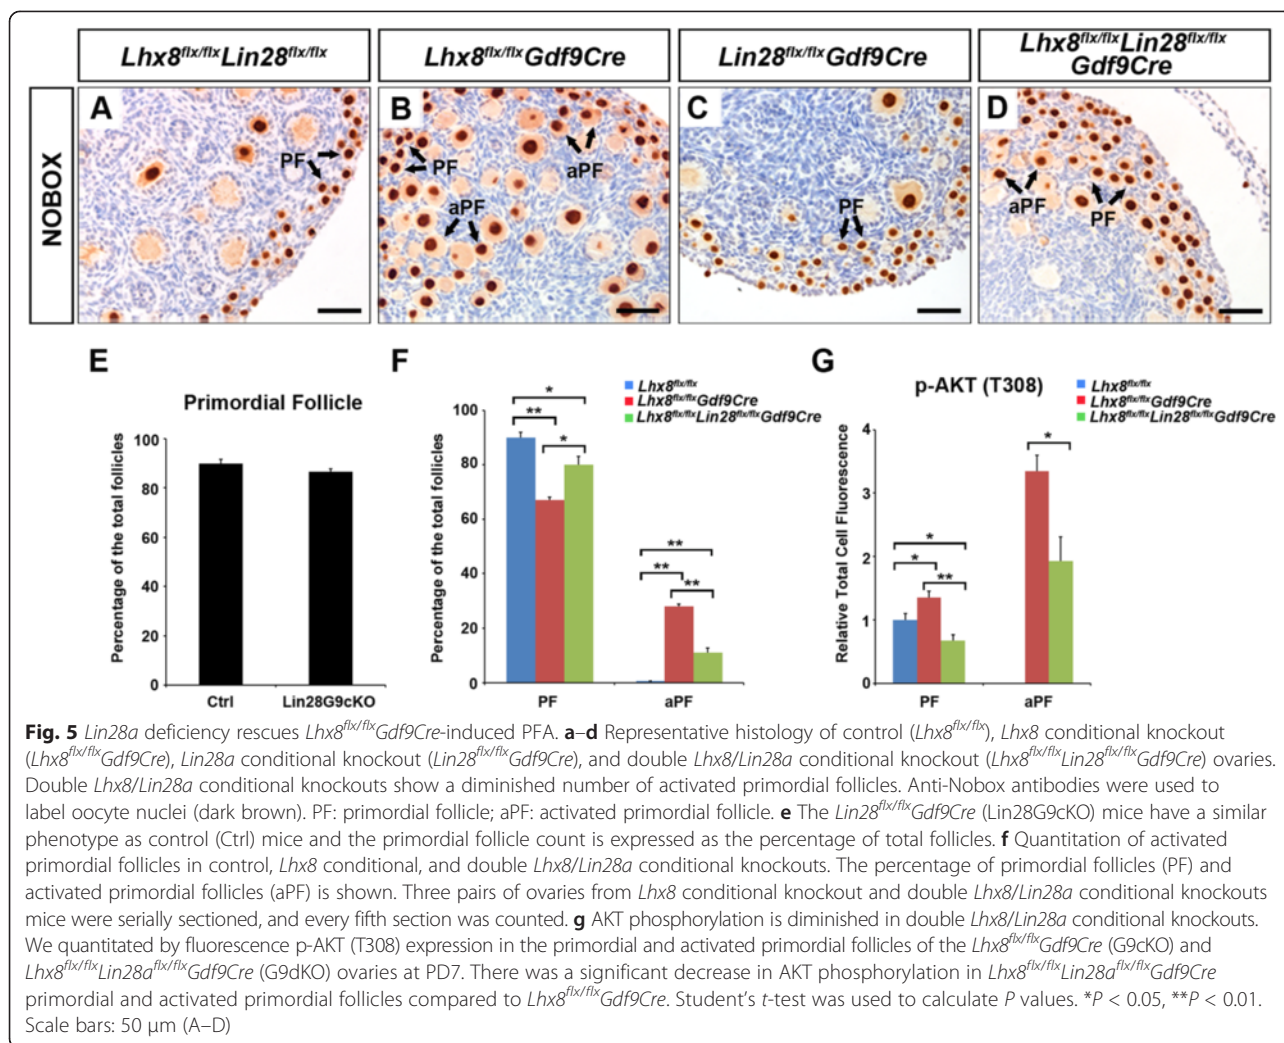 Lhx8flx/flxLin28flx/flx
Lhx8flx/flxGdf9Cre
Lin28flx/flxGdf9Cre
Lhx8flx/flxLin28flx/flx
Gdf9Cre
NOBOX
A
PF
B
PF
aPF
aPF
C
PF
D
aPF
PF
E
Primordial Follicle
Percentage of the total follicles
100
80
60
40
20
0
Ctrl
Lin28G9cKO
F
Lhx8flx/flx
Lhx8flx/flxGdf9Cre
Lhx8flx/flxLin28flx/flxGdf9Cre
Percentage of the total follicles
100
80
60
40
20
0
*
**
*
**
**
**
PF
aPF
G
p-AKT (T308)
Lhx8flx/flx
Lhx8flx/flxGdf9Cre
Lhx8flx/flxLin28flx/flxGdf9Cre
Relative Total Cell Fluorescence
4
3
2
1
0
*
*
**
*
PF
aPF
Fig. 5 Lin28a deficiency rescues Lhx8flx/flxGdf9Cre-induced PFA. a–d Representative histology of control (Lhx8flx/flx), Lhx8 conditional knockout
(Lhx8flx/flxGdf9Cre), Lin28a conditional knockout (Lin28flx/flxGdf9Cre), and double Lhx8/Lin28a conditional knockout (Lhx8flx/flxLin28flx/flxGdf9Cre) ovaries.
Double Lhx8/Lin28a conditional knockouts show a diminished number of activated primordial follicles. Anti-Nobox antibodies were used to
label oocyte nuclei (dark brown). PF: primordial follicle; aPF: activated primordial follicle. e The Lin28flx/flxGdf9Cre (Lin28G9cKO) mice have a similar
phenotype as control (Ctrl) mice and the primordial follicle count is expressed as the percentage of total follicles. f Quantitation of activated
primordial follicles in control, Lhx8 conditional, and double Lhx8/Lin28a conditional knockouts. The percentage of primordial follicles (PF) and
activated primordial follicles (aPF) is shown. Three pairs of ovaries from Lhx8 conditional knockout and double Lhx8/Lin28a conditional knockouts
mice were serially sectioned, and every fifth section was counted. g AKT phosphorylation is diminished in double Lhx8/Lin28a conditional knockouts.
We quantitated by fluorescence p-AKT (T308) expression in the primordial and activated primordial follicles of the Lhx8flx/flxGdf9Cre (G9cKO) and
Lhx8flx/flxLin28aflx/flxGdf9Cre (G9dKO) ovaries at PD7. There was a significant decrease in AKT phosphorylation in Lhx8flx/flxLin28aflx/flxGdf9Cre
primordial and activated primordial follicles compared to Lhx8flx/flxGdf9Cre. Student’s t-test was used to calculate P values. *P < 0.05, **P < 0.01.
Scale bars: 50 μm (A–D)